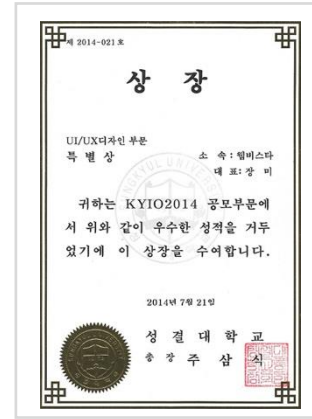 제 2014-021 호
상 장
UI/UX디자인 부문
특 별 상
소 속 : 웹비스타
대 표: 장 미
귀하는 KYIO2014 공모부문에
서 위와 같이 우수한 성적을 거두
었기에 이 상장을 수여합니다.
2014년 7월 21일
성 결 대 학 교
총 장 주 삼 식